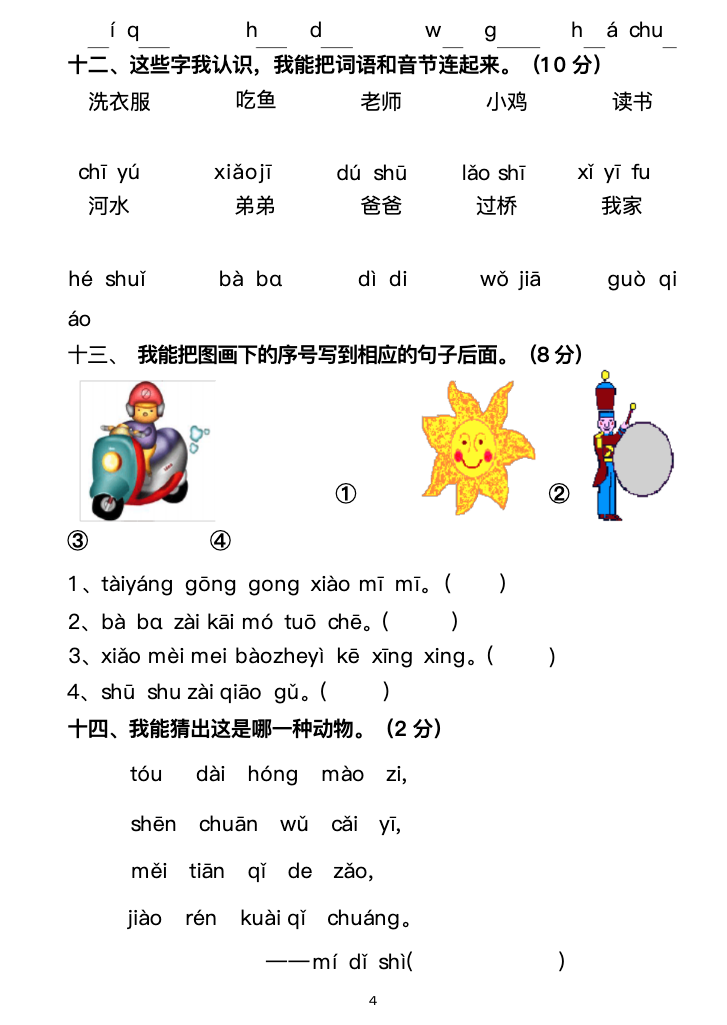 __í q___ h___ d___ w__ g____ h__á chu_
十二、这些字我认识，我能把词语和音节连起来。（10 分）
洗衣服 吃鱼 老师 小鸡 读书
chī yú xiǎojī dú shū lǎo shī xǐ yī fu
河水 弟弟 爸爸 过桥 我家
hé shuǐ bà bɑ dì di wǒ jiā guò qi
áo
十三、 我能把图画下的序号写到相应的句子后面。（8 分）
① ②
③ ④
1、tàiyáng gōng gong xiào mī mī。（ ）
2、bà bɑ zài kāi mó tuō chē。（ ）
3、xiǎo mèi mei bàozheyì kē xīng xing。（ ）
4、shū shu zài qiāo gǔ。（ ）
十四、我能猜出这是哪一种动物。（2 分）
tóu dài hóng mào zi,
shēn chuān wǔ cǎi yī,
měi tiān qǐ de zǎo,
jiào rén kuài qǐ chuáng。
——mí dǐ shì( )
4